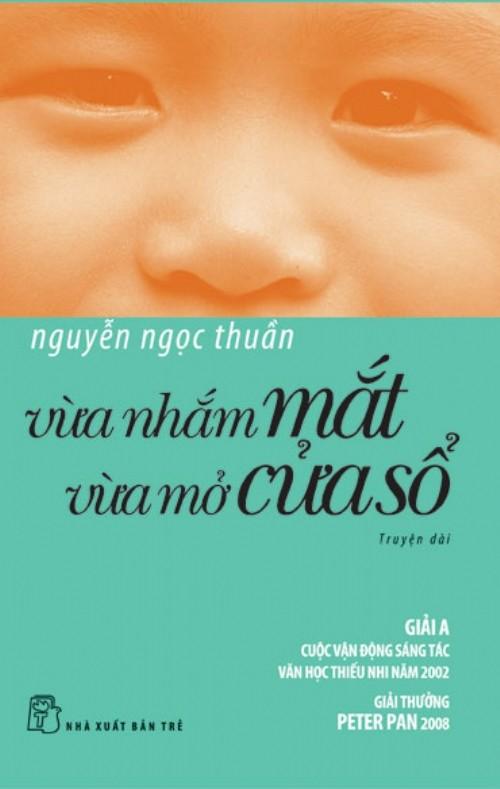 nguyễn ngọc thuần
vừa nhắm mắt
vừa mở cửa sổ
Truyện dài
GIẢI A
CUỘC VẬN ĐỘNG SÁNG TÁC
VĂN HỌC THIẾU NHI NĂM 2002
GIẢI THƯỞNG
PETER PAN 2008
NHÀ XUẤT BẢN TRẺ